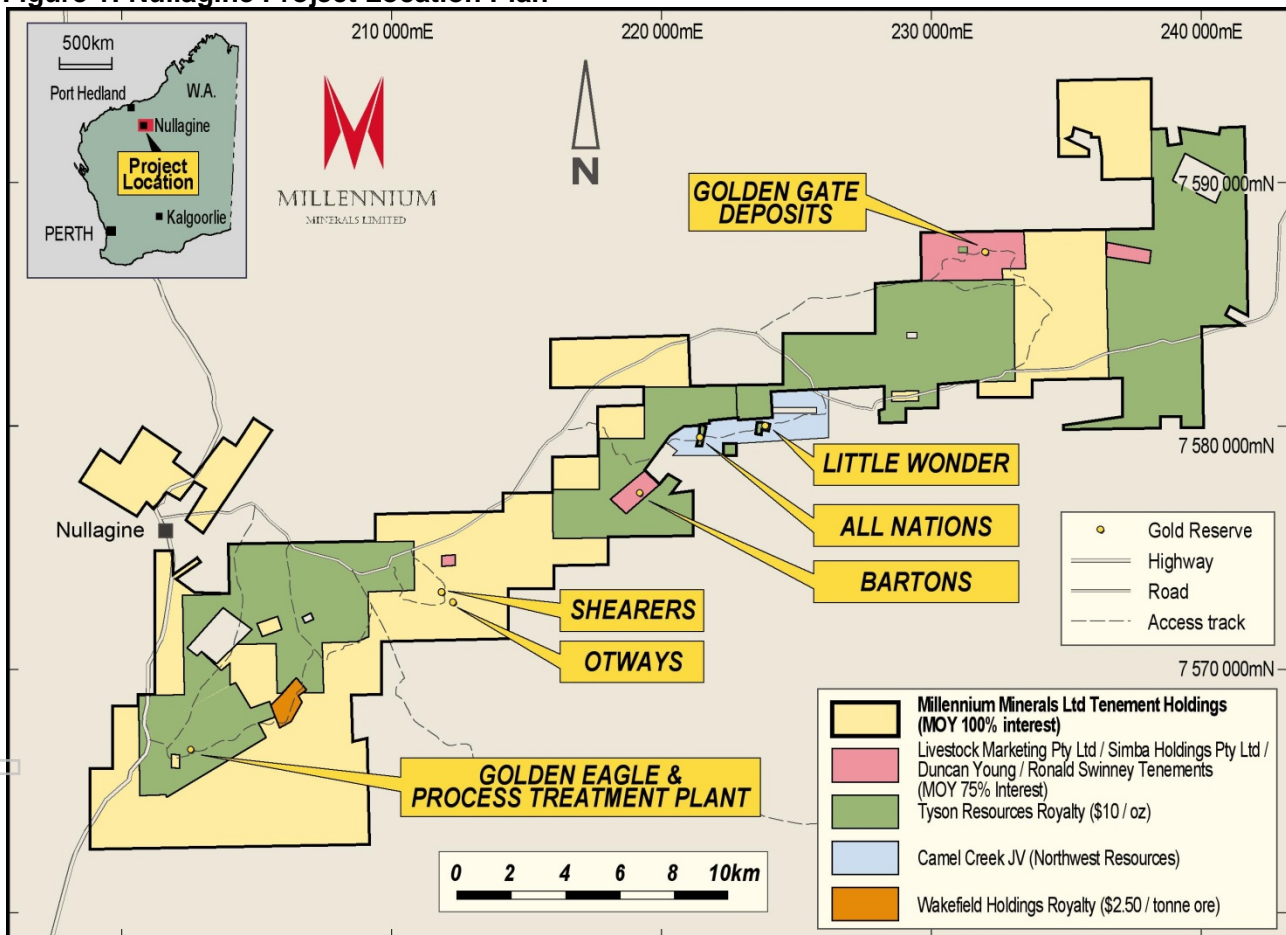 Figure 1: Nullagine Project Location Plan
210 000mE
220 000mE
230 000mE
240 000mE
500km
Port Hedland
W.A.
Nullagine
Project
Location
Kalgoorlie
PERTH
MILLENNIUM
MINERALS LIMITED
N
7 590 000mN
GOLDEN GATE
DEPOSITS
7 580 000mN
LITTLE WONDER
ALL NATIONS
BARTONS
Nullagine
SHEARERS
OTWAYS
Gold Reserve
Highway
Road
Access track
7 570 000mN
GOLDEN EAGLE &
PROCESS TREATMENT PLANT
Millennium Minerals Ltd Tenement Holdings
(MOY 100% interest)
Livestock Marketing Pty Ltd / Simba Holdings Pty Ltd /
Duncan Young / Ronald Swinney Tenements
(MOY 75% Interest)
Tyson Resources Royalty ($10 / oz)
Camel Creek JV (Northwest Resources)
Wakefield Holdings Royalty ($2.50 / tonne ore)
0 2 4 6 8 10km